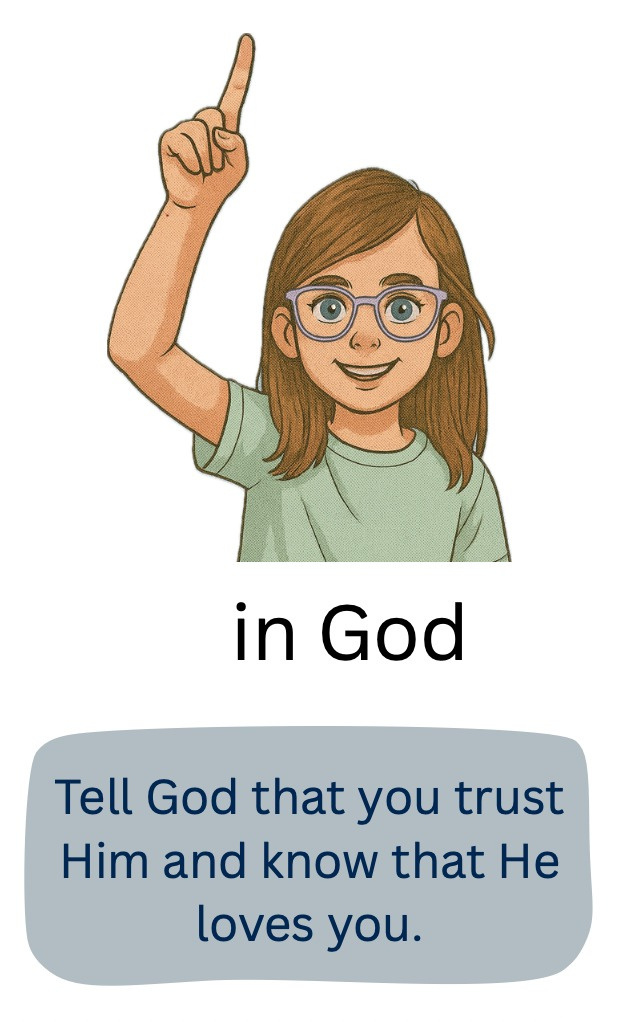 in God
Tell God that you trust
Him and know that He
loves you.